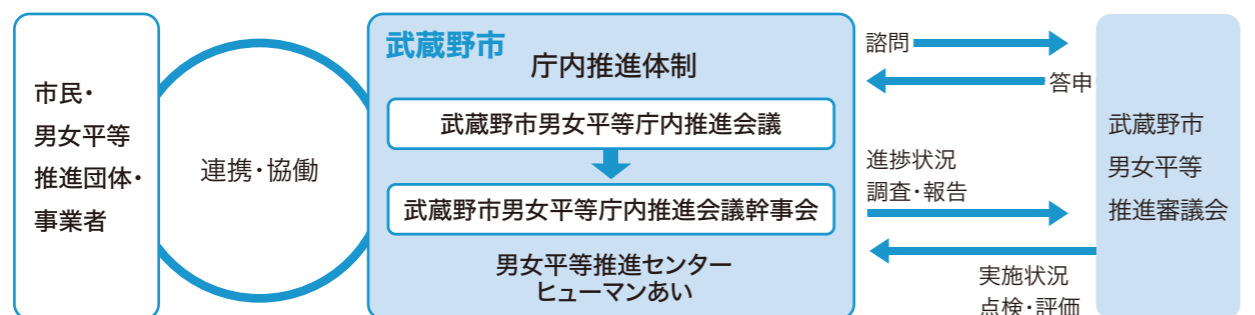 市民・
男女平等
推進団体・
事業者
連携・協働
武蔵野市
庁内推進体制
武蔵野市男女平等庁内推進会議
武蔵野市男女平等庁内推進会議幹事会
男女平等推進センター
ヒューマンあい
諮問
答申
進捗状況
調査・報告
実施状況
点検・評価
武蔵野市
男女平等
推進審議会